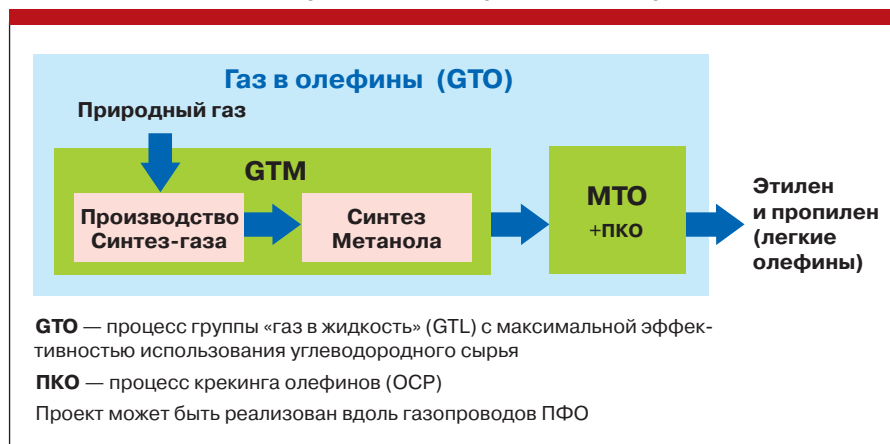 Газ в олефины (GTO)
Природный газ
GTM
Производство
Синтез-газа
Синтез
Метанола
МТО
+ПКО
Этилен
и пропилен
(легкие
олефины)
GTO — процесс группы «газ в жидкость» (GTL) с максимальной эффек-
тивностью использования углеводородного сырья
ПКО — процесс крекинга олефинов (ОСР)
Проект может быть реализован вдоль газопроводов ПФО